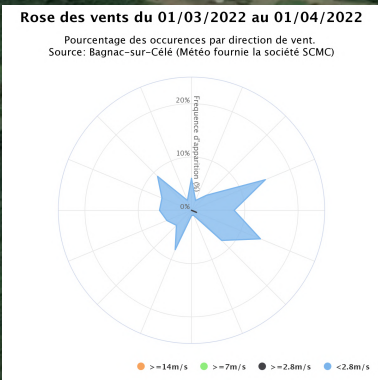 Rose des vents du 01/03/2022 au 01/04/2022
Pourcentage des occurences par direction de vent.
Source: Bagnac-sur-Célé (Météo fournie la société SCMC)
20%
10%
0%
Frequence d'apparition (%)
>=14m/s >=7m/s >=2.8m/s <2.8m/s